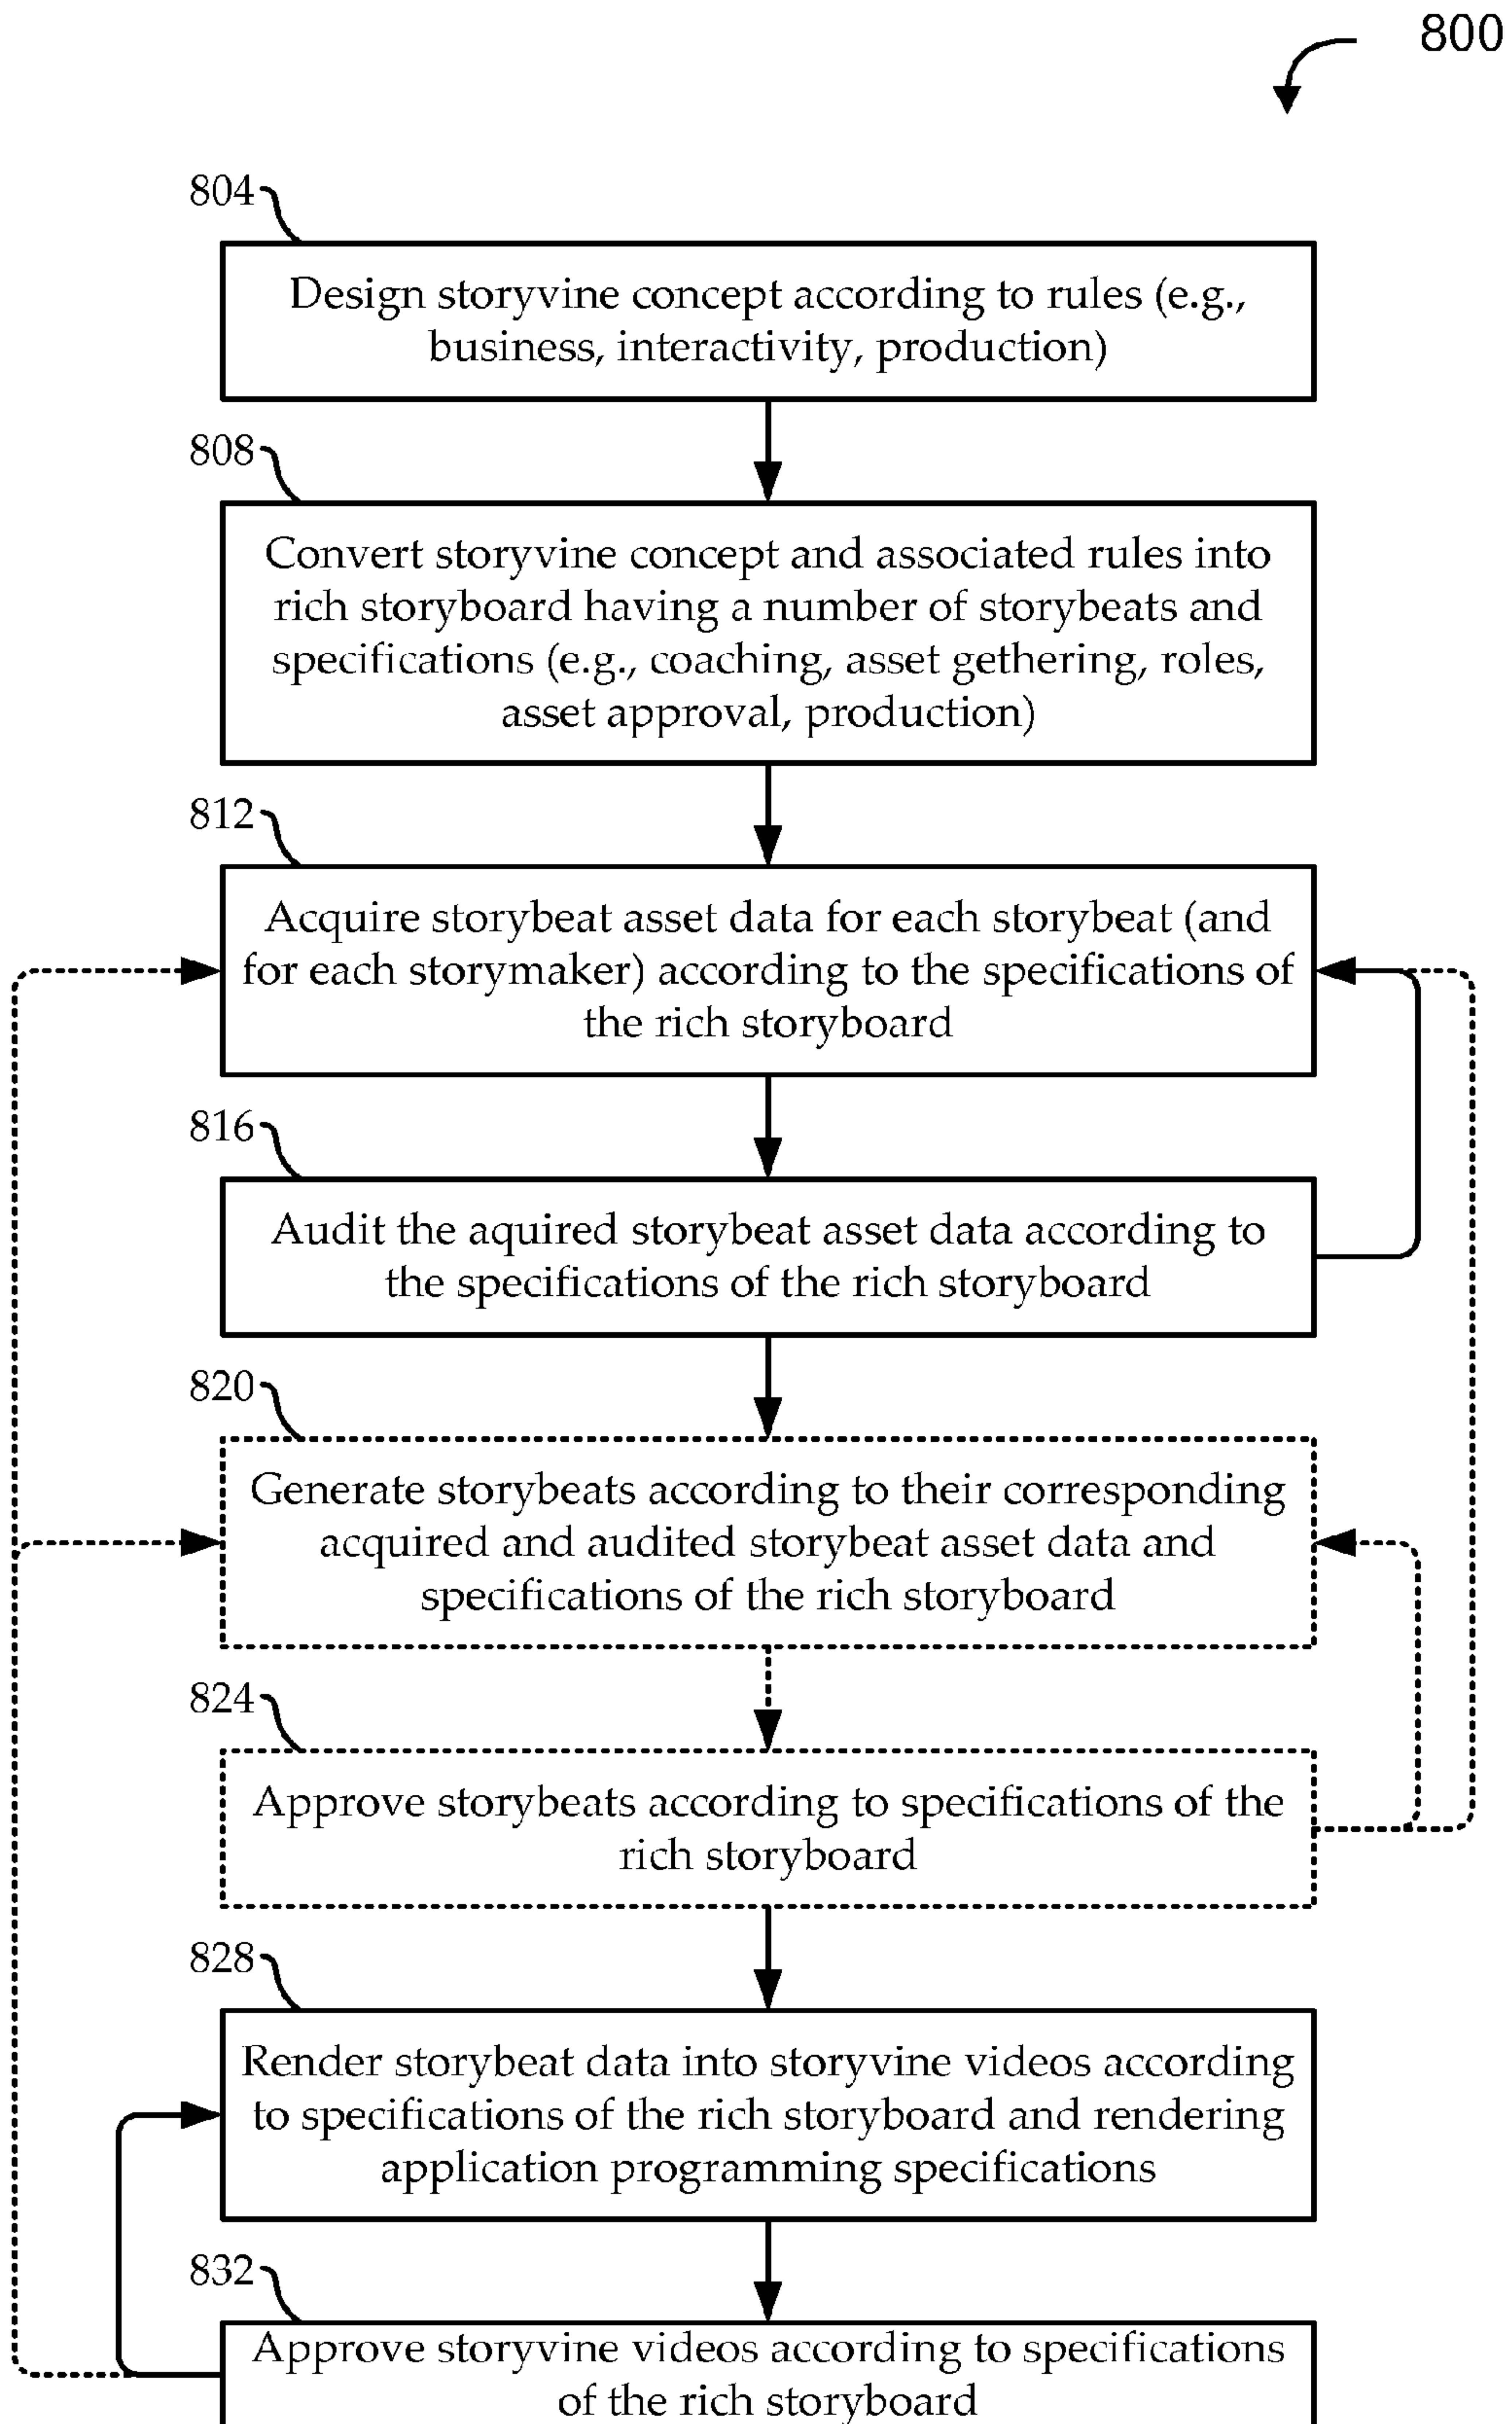 800
804
Design storyvine concept according to rules (e.g.,
business, interactivity, production)
808
Convert storyvine concept and associated rules into
rich storyboard having a number of storybeats and
specifications (e.g., coaching, asset gethering, roles,
asset approval, production)
812
Acquire storybeat asset data for each storybeat (and
for each storymaker) according to the specifications of
the rich storyboard
816
Audit the aquired storybeat asset data according to
the specifications of the rich storyboard
820
Generate storybeats according to their corresponding
acquired and audited storybeat asset data and
specifications of the rich storyboard
824
Approve storybeats according to specifications of the
rich storyboard
828
Render storybeat data into storyvine videos according
to specifications of the rich storyboard and rendering
application programming specifications
832
Approve storyvine videos according to specifications
of the rich storyboard